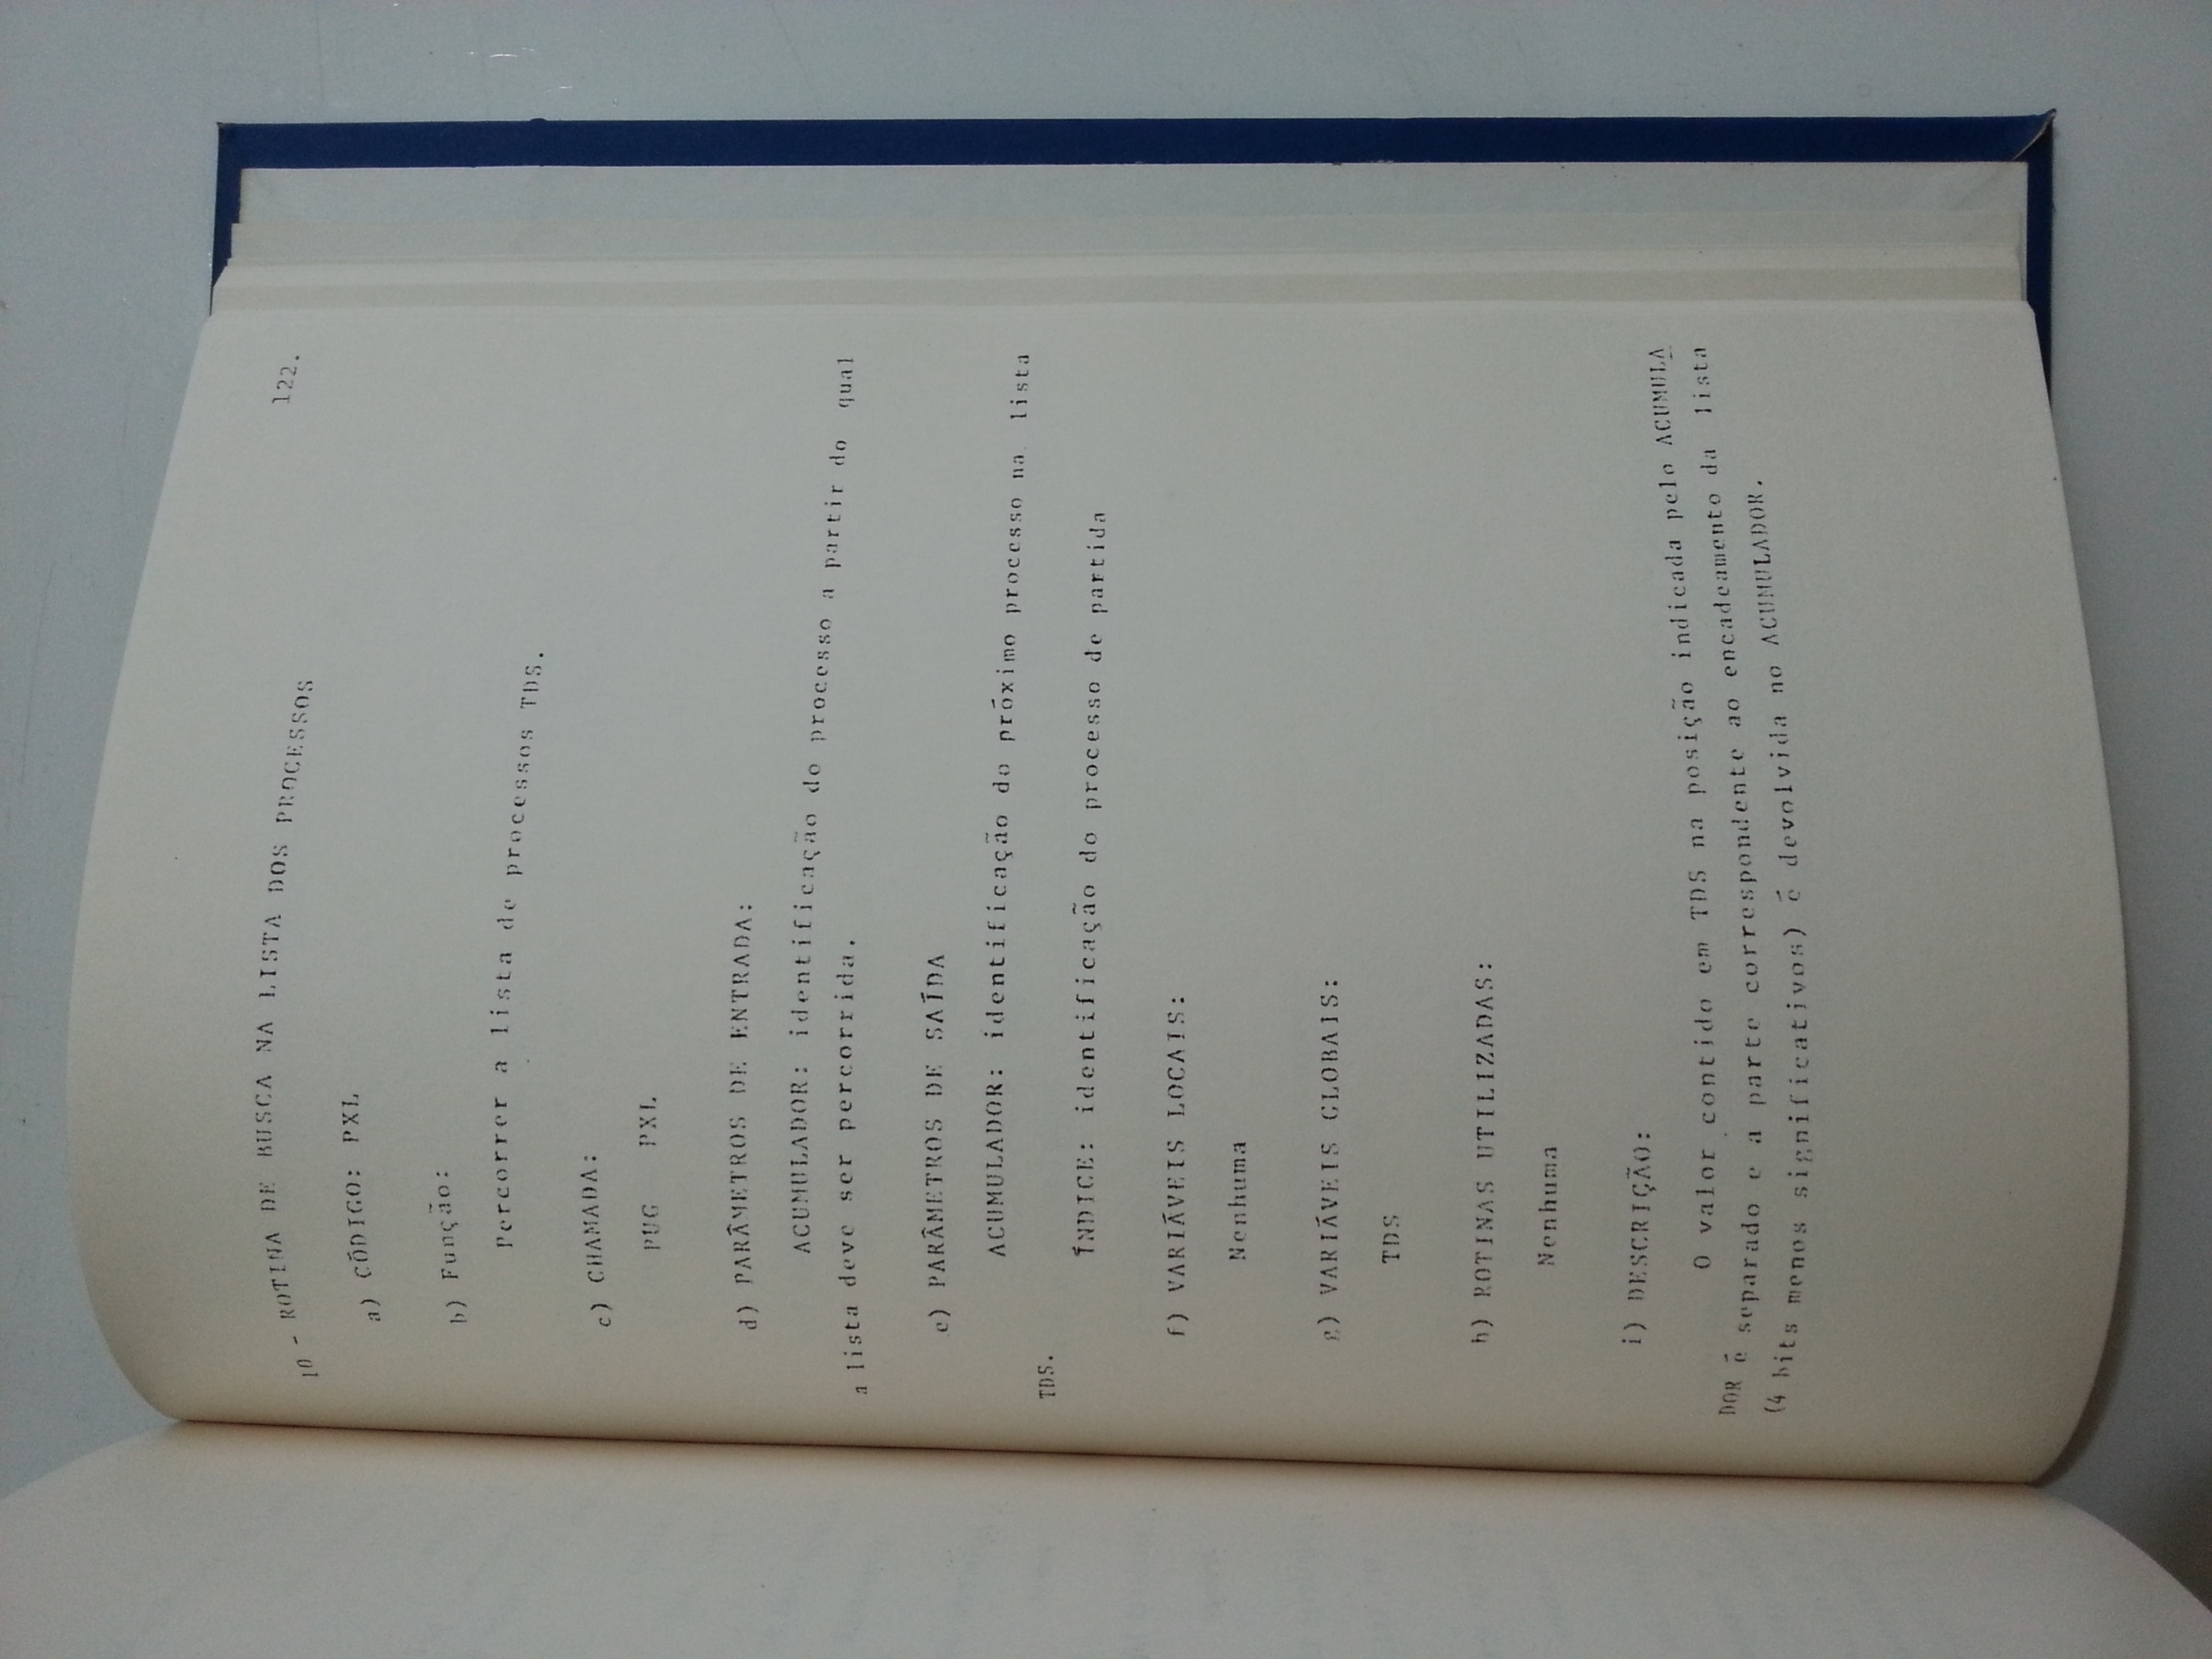 122.
10 - ROTINA DE BUSCA NA LISTA DOS PROCESSOS
a) CÓDIGO: PXL
b) Função:
Percorrer a lista de processos TDS.
c) CHAMADA:
PUG PXL
d) PARÂMETROS DE ENTRADA:
ACUMULADOR: identificação do processo a partir do qual
a lista deve ser percorrida.
e) PARÂMETROS DE SAÍDA
ACUMULADOR: identificação do próximo processo na lista
TDS.
ÍNDICE: identificação do processo de partida
f) VARIÁVEIS LOCAIS:
Nenhuma
g) VARIÁVEIS GLOBAIS:
TDS
h) ROTINAS UTILIZADAS:
Nenhuma
i) DESCRIÇÃO:
O valor contido em TDS na posição indicada pelo ACUMULA
DOR é separado e a parte correspondente ao encadeamento da lista
(4 bits menos significativos) é devolvida no ACUMULADOR.